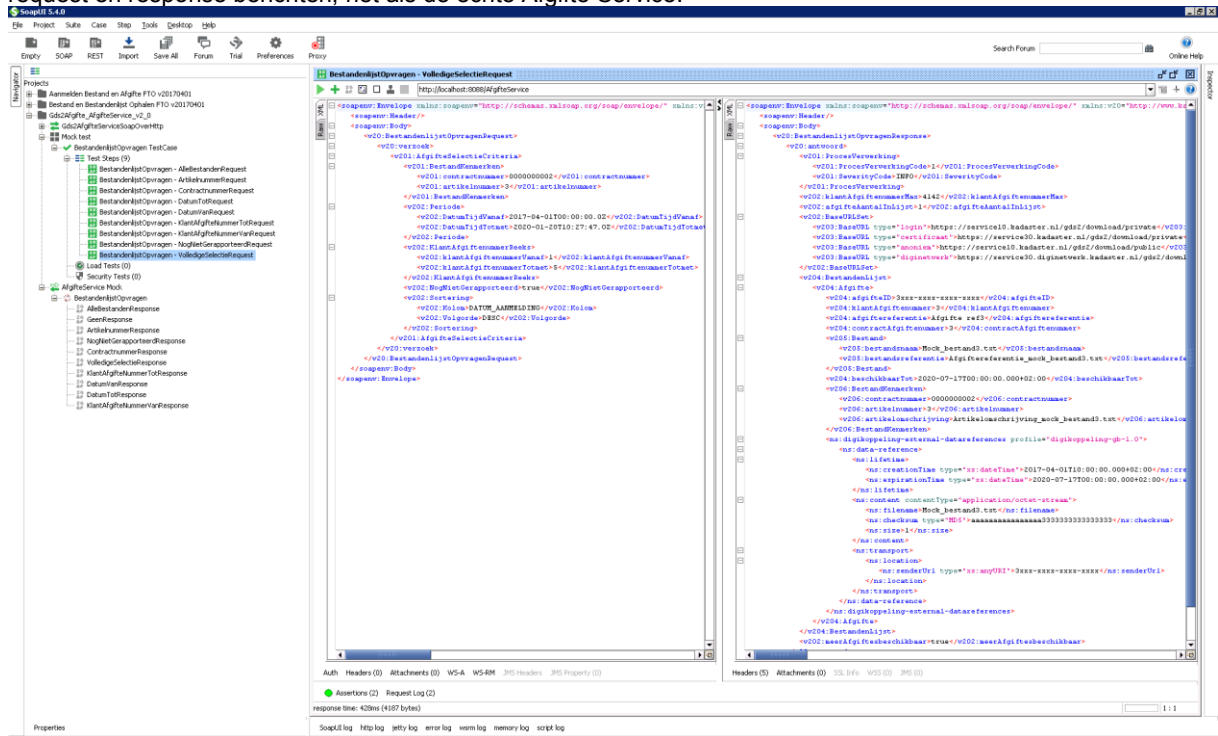 request en response berichten, net als de echte Afgifte Service.
SoapUI 5.4.0
File Project Suite Case Step Tools Desktop Help
Empty SOAP REST Import Save All Forum Trial Preferences Proxy
Search Forum
Online Help
Navigator
Projects
Aanmelden Bestand en Afgifte FTO v20170401
Bestand en Bestandenlijst Ophalen FTO v20170401
Gds2Afgifte_AfgifteService_v2_0
Gds2AfgifteServiceSoapOverHttp
Mock test
BestandenlijstOpvragen TestCase
Test Steps (9)
BestandenlijstOpvragen - AlleBestandenRequest
BestandenlijstOpvragen - ArtikelnummerRequest
BestandenlijstOpvragen - ContractnummerRequest
BestandenlijstOpvragen - DatumTotRequest
BestandenlijstOpvragen - DatumVanRequest
BestandenlijstOpvragen - KlantAfgifteNummerTotRequest
BestandenlijstOpvragen - KlantAfgifteNummerVanRequest
BestandenlijstOpvragen - NogNietGerapporteerdRequest
BestandenlijstOpvragen - VolledigeSelectieRequest
Load Tests (0)
Security Tests (0)
AfgifteService Mock
BestandenlijstOpvragen
AlleBestandenResponse
GeenResponse
ArtikelnummerResponse
NogNietGerapporteerdResponse
ContractnummerResponse
VolledigeSelectieResponse
KlantAfgifteNummerTotResponse
DatumVanResponse
DatumTotResponse
KlantAfgifteNummerVanResponse
Properties
BestandenlijstOpvragen - VolledigeSelectieRequest
http://localhost:8088/AfgifteService
Inspector
XML
Raw
<soapenv:Envelope xmlns:soapenv="http://schemas.xmlsoap.org/soap/envelope/" xmlns:v
<soapenv:Header/>
<soapenv:Body>
<v20:BestandenlijstOpvragenRequest>
<v20:verzoek>
<v201:AfgifteSelectieCriteria>
<v201:BestandKenmerken>
<v201:contractnummer>0000000002</v201:contractnummer>
<v201:artikelnummer>3</v201:artikelnummer>
</v201:BestandKenmerken>
<v202:Periode>
<v202:DatumTijdVanaf>2017-04-01T00:00:00.0Z</v202:DatumTijdVanaf>
<v202:DatumTijdTotmet>2020-01-20T10:27:47.0Z</v202:DatumTijdTotmet
</v202:Periode>
<v202:KlantAfgiftenummerReeks>
<v202:klantAfgiftenummerVanaf>1</v202:klantAfgiftenummerVanaf>
<v202:klantAfgiftenummerTotmet>5</v202:klantAfgiftenummerTotmet>
</v202:KlantAfgiftenummerReeks>
<v202:NogNietGerapporteerd>true</v202:NogNietGerapporteerd>
<v202:Sortering>
<v202:Kolom>DATUM_AANMELDING</v202:Kolom>
<v202:Volgorde>DESC</v202:Volgorde>
</v202:Sortering>
</v201:AfgifteSelectieCriteria>
</v20:verzoek>
</v20:BestandenlijstOpvragenRequest>
</soapenv:Body>
</soapenv:Envelope>
XML
Raw
<soapenv:Envelope xmlns:soapenv="http://schemas.xmlsoap.org/soap/envelope/" xmlns:v20="http://www.ka
<soapenv:Header/>
<soapenv:Body>
<v20:BestandenlijstOpvragenResponse>
<v20:antwoord>
<v201:ProcesVerwerking>
<v201:ProcesVerwerkingCode>1</v201:ProcesVerwerkingCode>
<v201:SeverityCode>INFO</v201:SeverityCode>
</v201:ProcesVerwerking>
<v202:klantAfgiftenummerMax>4142</v202:klantAfgiftenummerMax>
<v202:afgifteAantalInLijst>1</v202:afgifteAantalInLijst>
<v202:BaseURLSet>
<v203:BaseURL type="login">https://service10.kadaster.nl/gds2/download/private</v203
<v203:BaseURL type="certificaat">https://service30.kadaster.nl/gds2/download/private<
<v203:BaseURL type="anoniem">https://service10.kadaster.nl/gds2/download/public</v203
<v203:BaseURL type="diginetwerk">https://service30.diginetwerk.kadaster.nl/gds2/downl
</v202:BaseURLSet>
<v204:BestandenLijst>
<v204:Afgifte>
<v204:afgifteID>3xxx-xxxx-xxxx-xxxx</v204:afgifteID>
<v204:klantAfgiftenummer>3</v204:klantAfgiftenummer>
<v204:afgiftereferentie>Afgifte ref3</v204:afgiftereferentie>
<v204:contractAfgiftenummer>3</v204:contractAfgiftenummer>
<v205:Bestand>
<v205:bestandsnaam>Mock_bestand3.txt</v205:bestandsnaam>
<v205:bestandsreferentie>Afgiftereferentie_mock_bestand3.txt</v205:bestandsrefe
</v205:Bestand>
<v204:beschikbaarTot>2020-07-17T00:00:00.000+02:00</v204:beschikbaarTot>
<v206:BestandKenmerken>
<v206:contractnummer>0000000002</v206:contractnummer>
<v206:artikelnummer>3</v206:artikelnummer>
<v206:artikelomschrijving>Artikelomschrijving_mock_bestand3.txt</v206:artikelom
</v206:BestandKenmerken>
<ns:digikoppeling-external-datareferences profile="digikoppeling-gb-1.0">
<ns:data-reference>
<ns:lifetime>
<ns:creationTime type="xs:dateTime">2017-04-01T10:00:00.000+02:00</ns:cre
<ns:expirationTime type="xs:dateTime">2020-07-17T00:00:00.000+02:00</ns:e
</ns:lifetime>
<ns:content contentType="application/octet-stream">
<ns:filename>Mock_bestand3.txt</ns:filename>
<ns:checksum type="MD5">aaaaaaaaaaaaaaaa3333333333333333</ns:checksum>
<ns:size>1</ns:size>
</ns:content>
<ns:transport>
<ns:location>
<ns:senderUrl type="xs:anyURI">3xxx-xxxx-xxxx-xxxx</ns:senderUrl>
</ns:location>
</ns:transport>
</ns:data-reference>
</ns:digikoppeling-external-datareferences>
</v204:Afgifte>
</v204:BestandenLijst>
<v202:meerAfgiftesbeschikbaar>true</v202:meerAfgiftesbeschikbaar>
Auth Headers (0) Attachments (0) WS-A WS-RM JMS Headers JMS Property (0)
Headers (5) Attachments (0) SSL Info WSS (0) JMS (0)
Assertions (2) Request Log (2)
response time: 428ms (4187 bytes)
1 : 1
SoapUI log http log jetty log error log wsrm log memory log script log